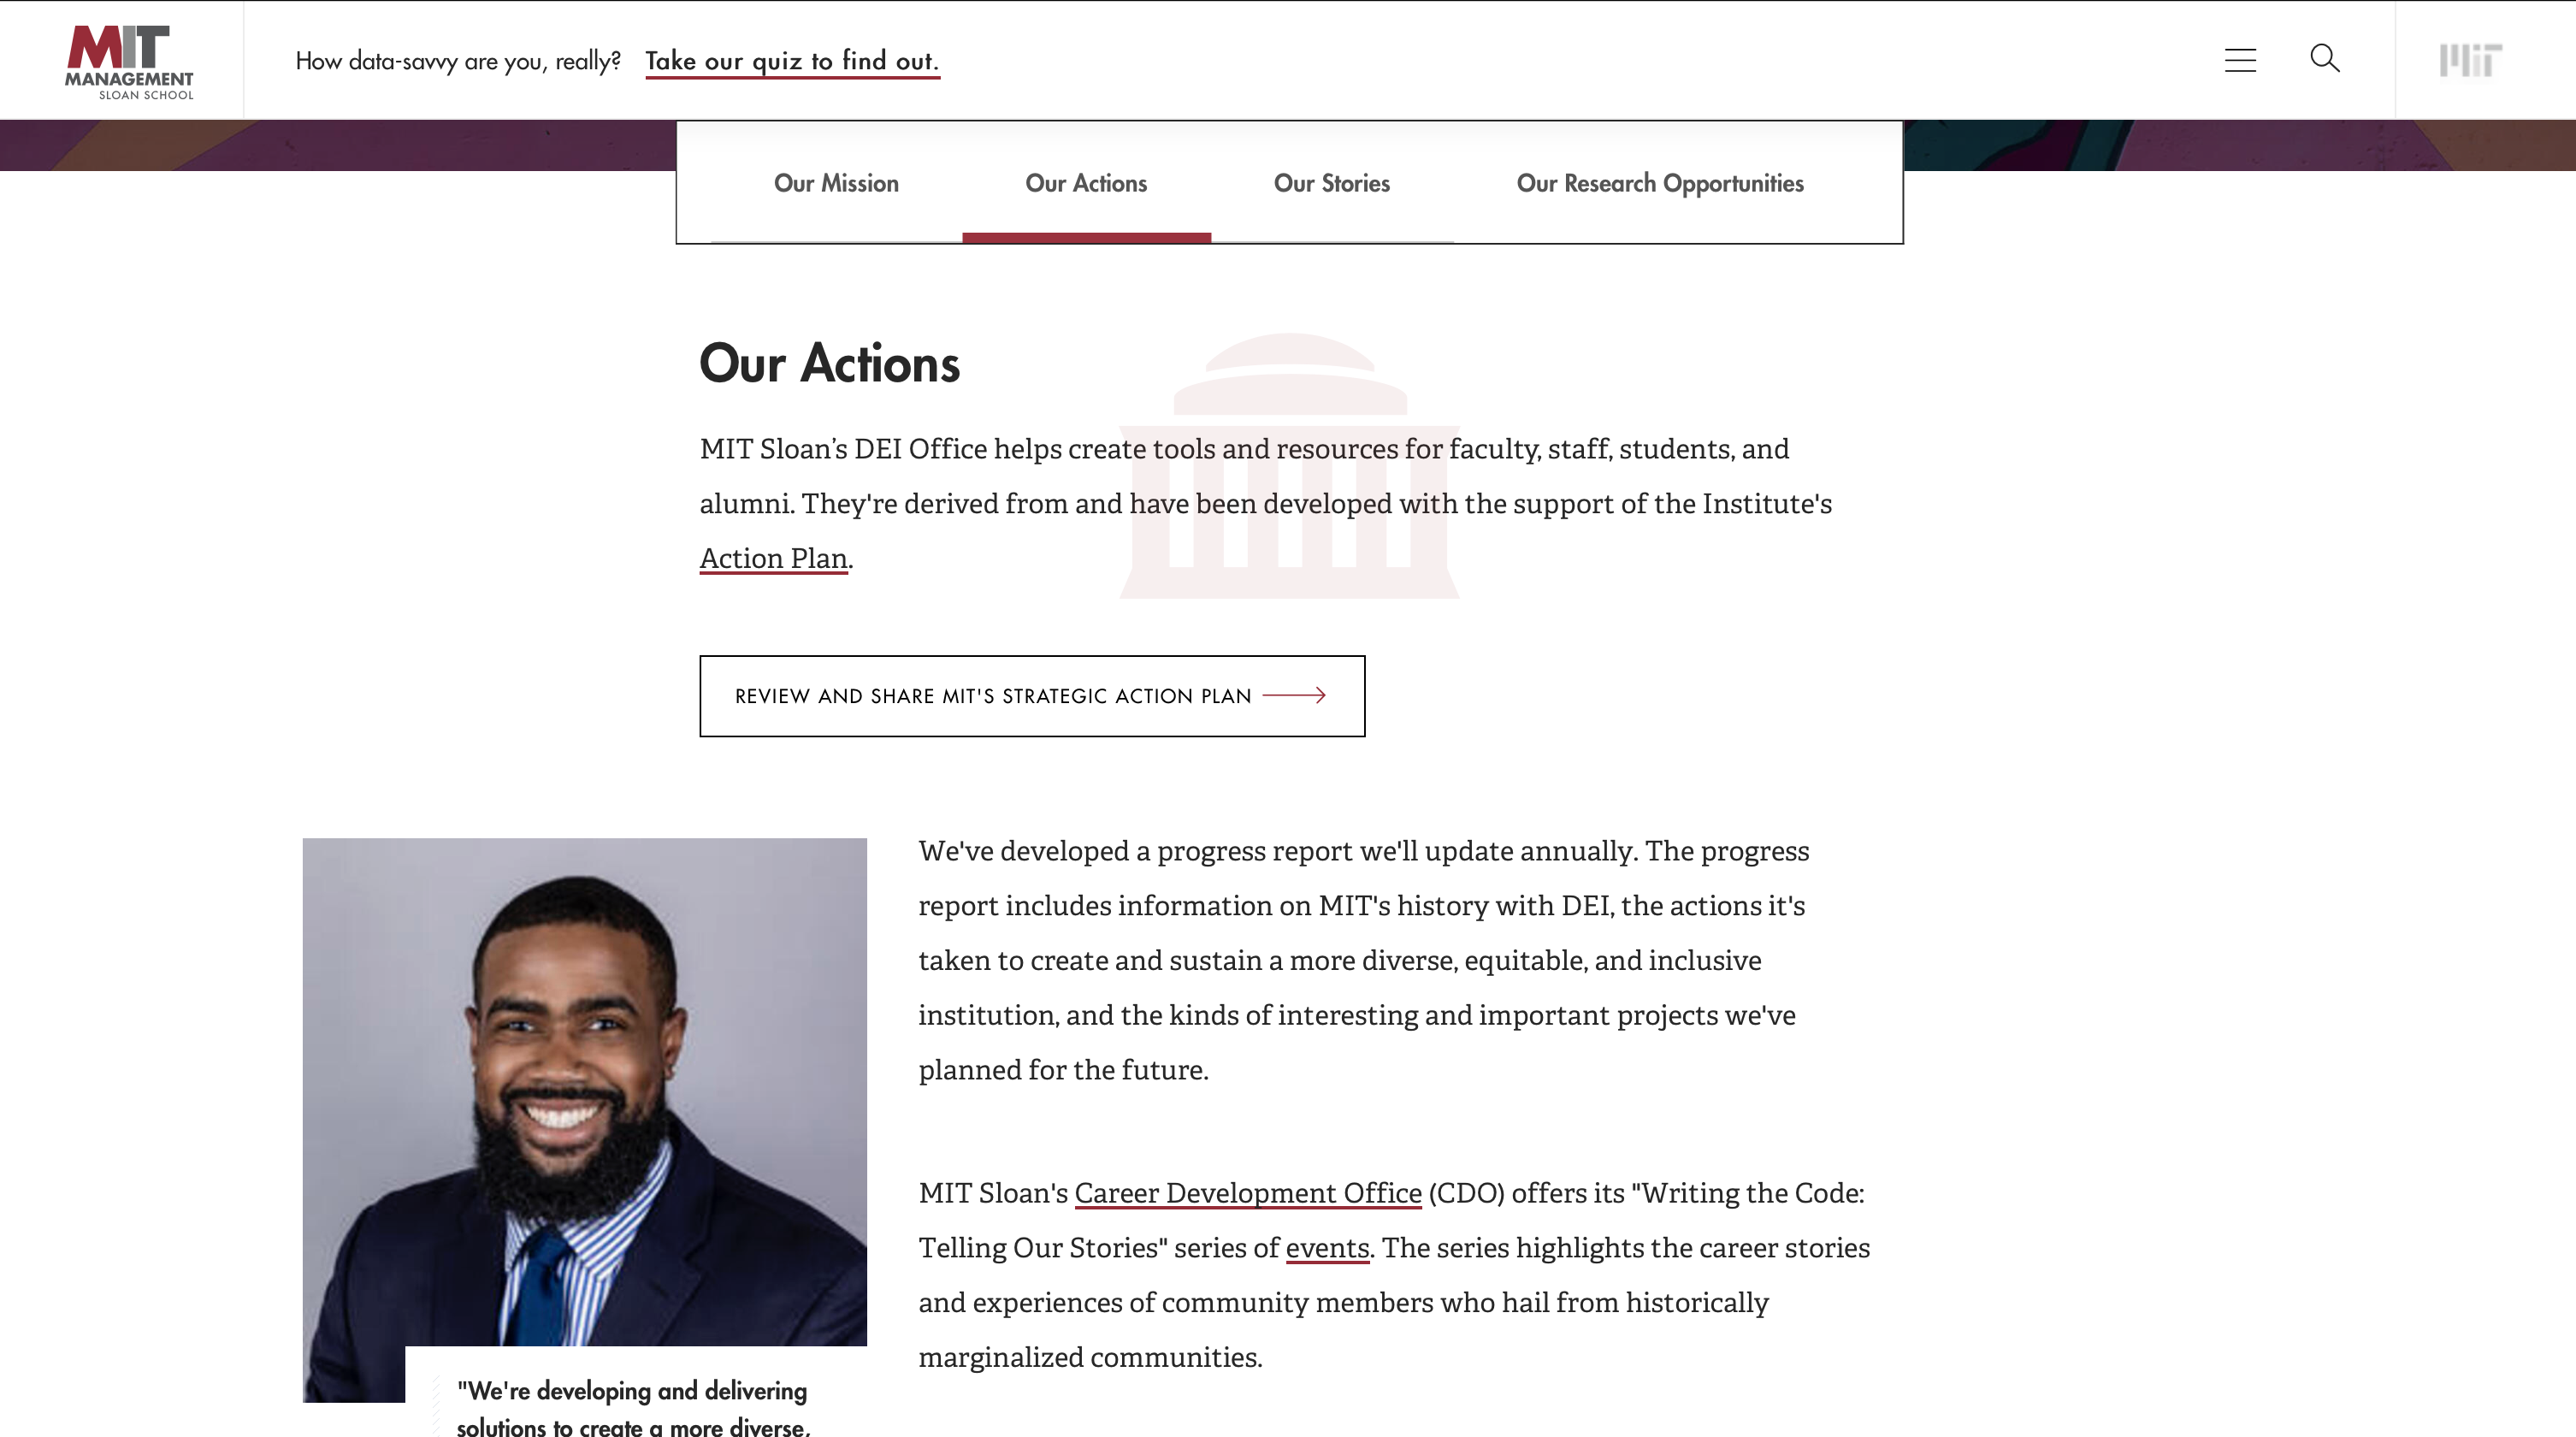 MIT
MANAGEMENT
SLOAN SCHOOL
How data-savvy are you, really? Take our quiz to find out.
MIT
Our Mission
Our Actions
Our Stories
Our Research Opportunities
Our Actions
MIT Sloan’s DEI Office helps create tools and resources for faculty, staff, students, and
alumni. They're derived from and have been developed with the support of the Institute's
Action Plan.
REVIEW AND SHARE MIT'S STRATEGIC ACTION PLAN
We've developed a progress report we'll update annually. The progress
report includes information on MIT's history with DEI, the actions it's
taken to create and sustain a more diverse, equitable, and inclusive
institution, and the kinds of interesting and important projects we've
planned for the future.
MIT Sloan's Career Development Office (CDO) offers its "Writing the Code:
Telling Our Stories" series of events. The series highlights the career stories
and experiences of community members who hail from historically
marginalized communities.
"We're developing and delivering
solutions to create a more diverse,